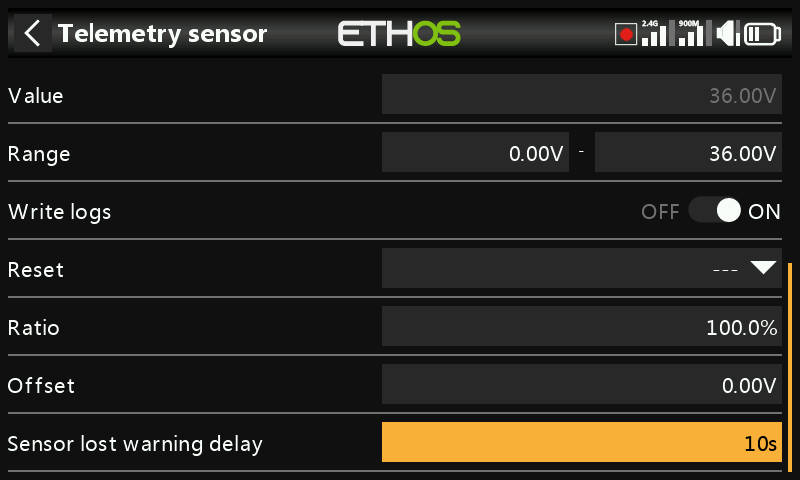 Telemetry sensor ETHOS 2.4G 900M
Value 36.00V
Range 0.00V - 36.00V
Write logs OFF ON
Reset ---
Ratio 100.0%
Offset 0.00V
Sensor lost warning delay 10s